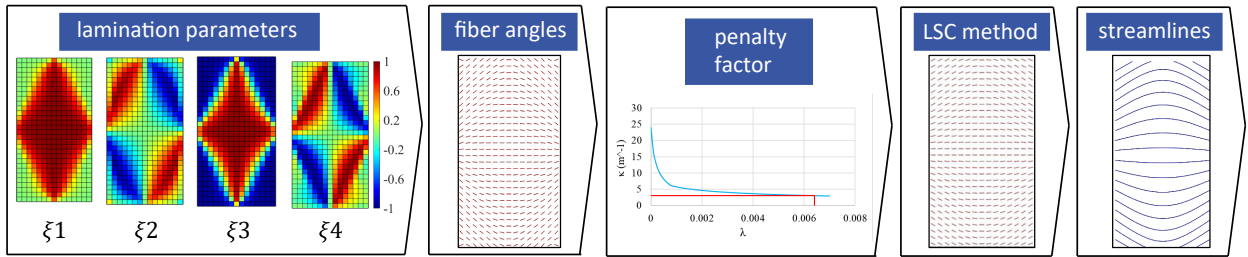 lamination parameters
1
0.6
0.2
-0.2
-0.6
-1
ξ1 ξ2 ξ3 ξ4
fiber angles
penalty
factor
30
25
20
15
10
5
0
κ (m^-1)
0 0.002 0.004 0.006 0.008
λ
LSC method
streamlines